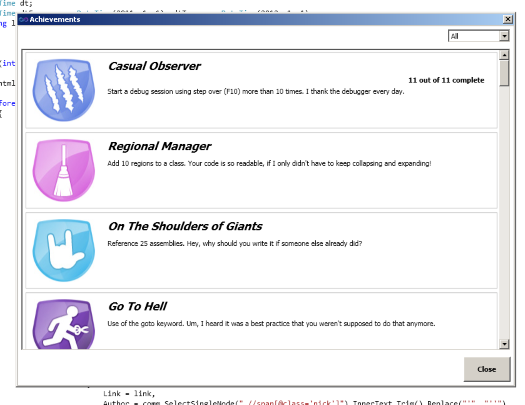 time dt;
Achievements
All
Casual Observer
11 out of 11 complete
Start a debug session using step over (F10) more than 10 times. I thank the debugger every day.
Regional Manager
Add 10 regions to a class. Your code is so readable, if I only didn't have to keep collapsing and expanding!
On The Shoulders of Giants
Reference 25 assemblies. Hey, why should you write it if someone else already did?
Go To Hell
Use of the goto keyword. Um, I heard it was a best practice that you weren't supposed to do that anymore.
Close
Link = link,
Author = comm.SelectSingleNode(".//span[@class='nick']").InnerText.Trim().Replace("'", "''")